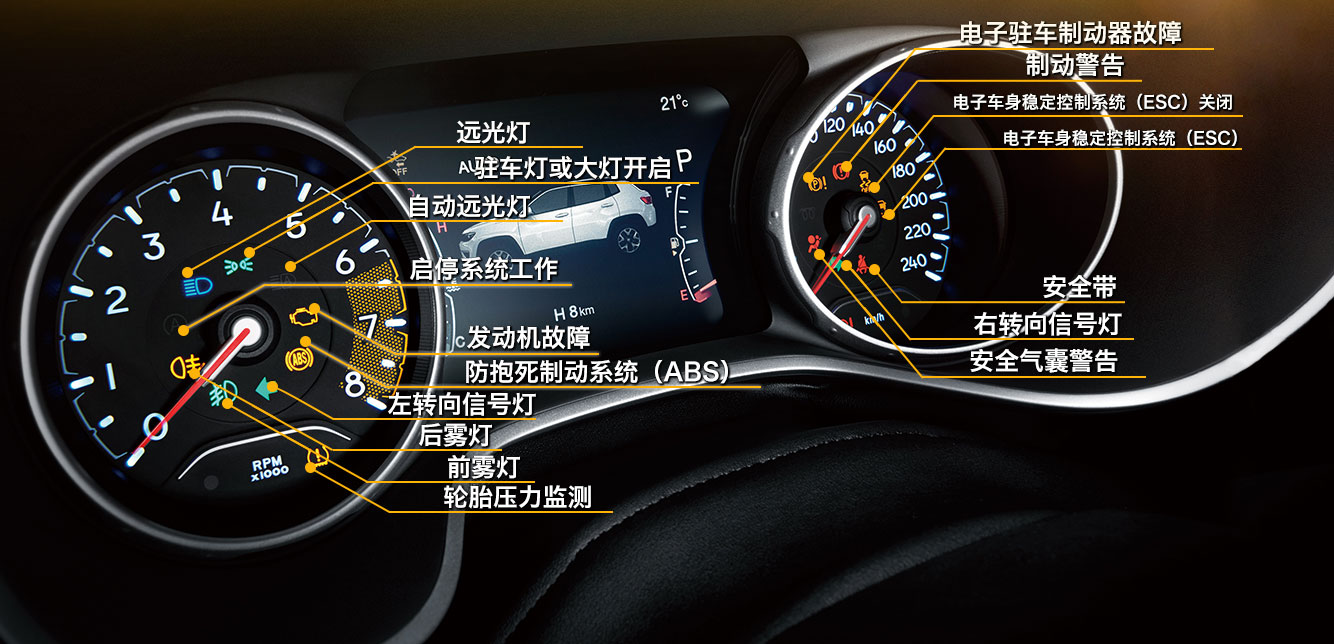 电子驻车制动器故障
制动警告
电子车身稳定控制系统（ESC）关闭
电子车身稳定控制系统（ESC）
21°c
远光灯
驻车灯或大灯开启
自动远光灯
启停系统工作
发动机故障
防抱死制动系统（ABS）
左转向信号灯
后雾灯
前雾灯
轮胎压力监测
安全带
右转向信号灯
安全气囊警告
OFF
AU
P
F
H
E
H 8km
C
0
1
2
3
4
5
6
7
8
ABS
RPM
x1000
120
140
160
180
200
220
240
km/h